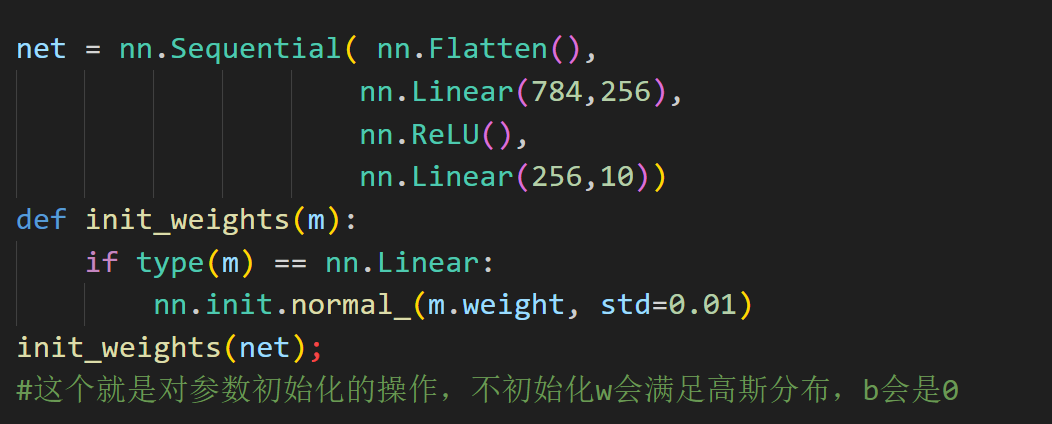 net = nn.Sequential( nn.Flatten(),
nn.Linear(784,256),
nn.ReLU(),
nn.Linear(256,10))
def init_weights(m):
if type(m) == nn.Linear:
nn.init.normal_(m.weight, std=0.01)
init_weights(net);
#这个就是对参数初始化的操作，不初始化w会满足高斯分布，b会是0